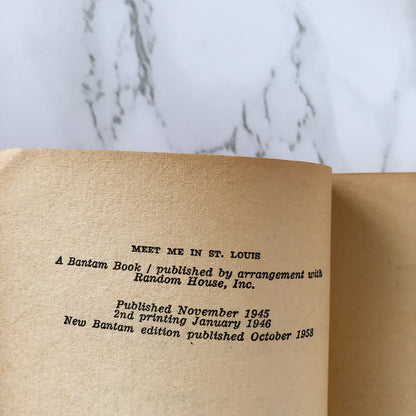 MEET ME IN ST. LOUIS
A Bantam Book / published by arrangement with
Random House, Inc.
Published November 1945
2nd printing January 1946
New Bantam edition published October 1958